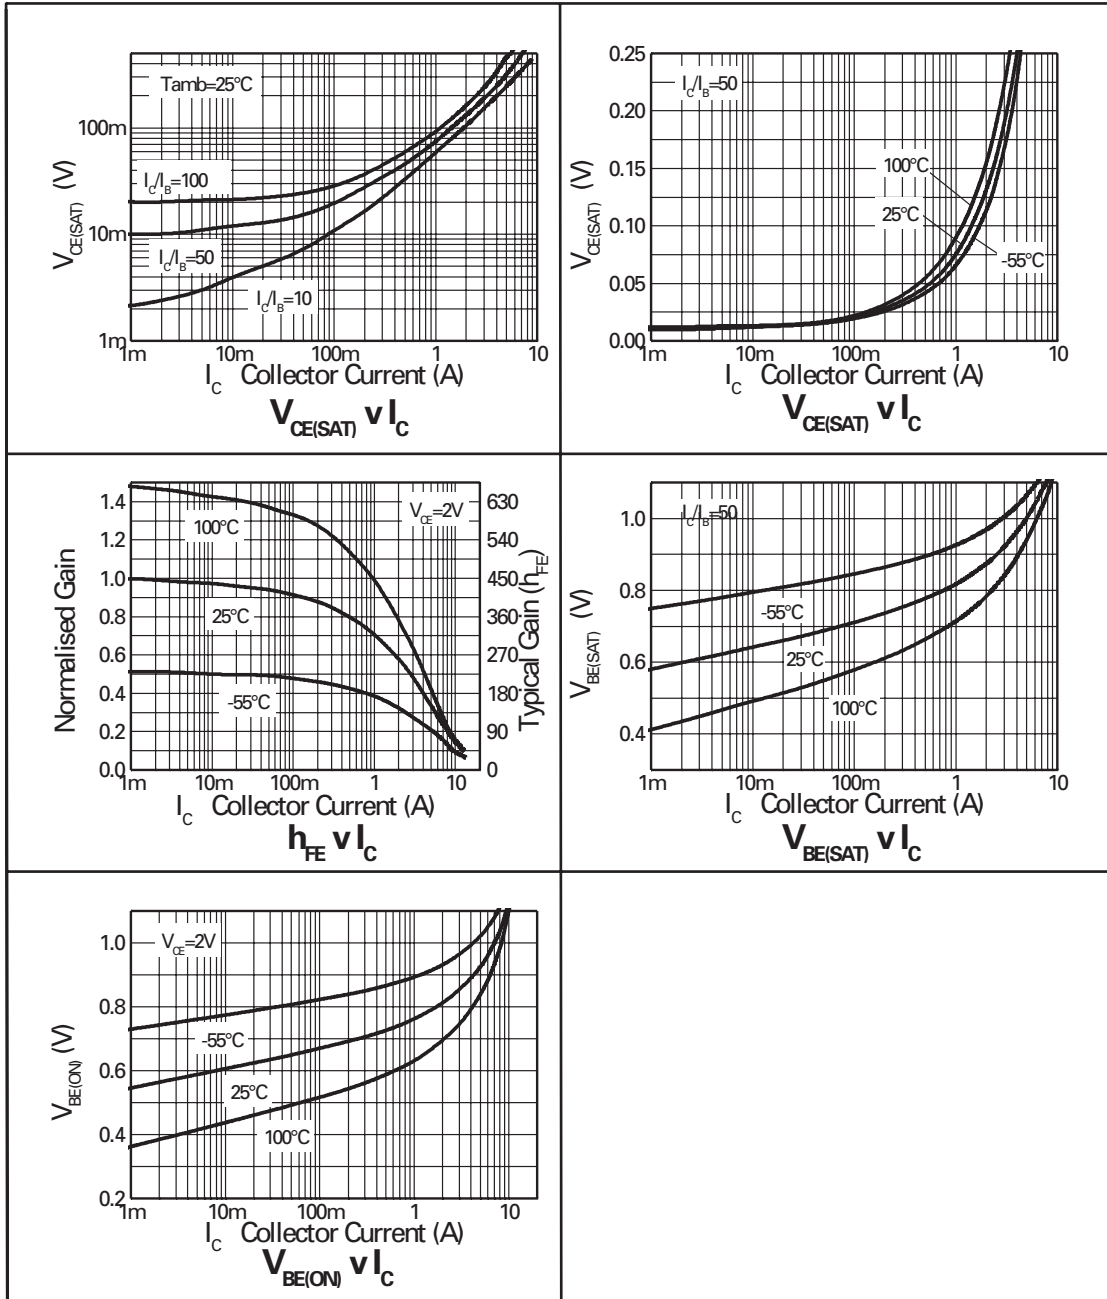 Tamb=25°C
100m
10m
1m
V_CE(SAT) (V)
I_C/I_B=100
I_C/I_B=50
I_C/I_B=10
1m 10m 100m 1 10
I_C Collector Current (A)
V_CE(SAT) v I_C
0.25
0.20
0.15
0.10
0.05
0.00
V_CE(SAT) (V)
I_C/I_B=50
100°C
25°C
-55°C
1m 10m 100m 1 10
I_C Collector Current (A)
V_CE(SAT) v I_C
1.4
1.2
1.0
0.8
0.6
0.4
0.2
0.0
Normalised Gain
V_CE=2V
100°C
25°C
-55°C
630
540
450
360
270
180
90
0
Typical Gain (h_FE)
1m 10m 100m 1 10
I_C Collector Current (A)
h_FE v I_C
1.0
0.8
0.6
0.4
V_BE(SAT) (V)
I_C/I_B=50
-55°C
25°C
100°C
1m 10m 100m 1 10
I_C Collector Current (A)
V_BE(SAT) v I_C
1.0
0.8
0.6
0.4
0.2
V_BE(ON) (V)
V_CE=2V
-55°C
25°C
100°C
1m 10m 100m 1 10
I_C Collector Current (A)
V_BE(ON) v I_C